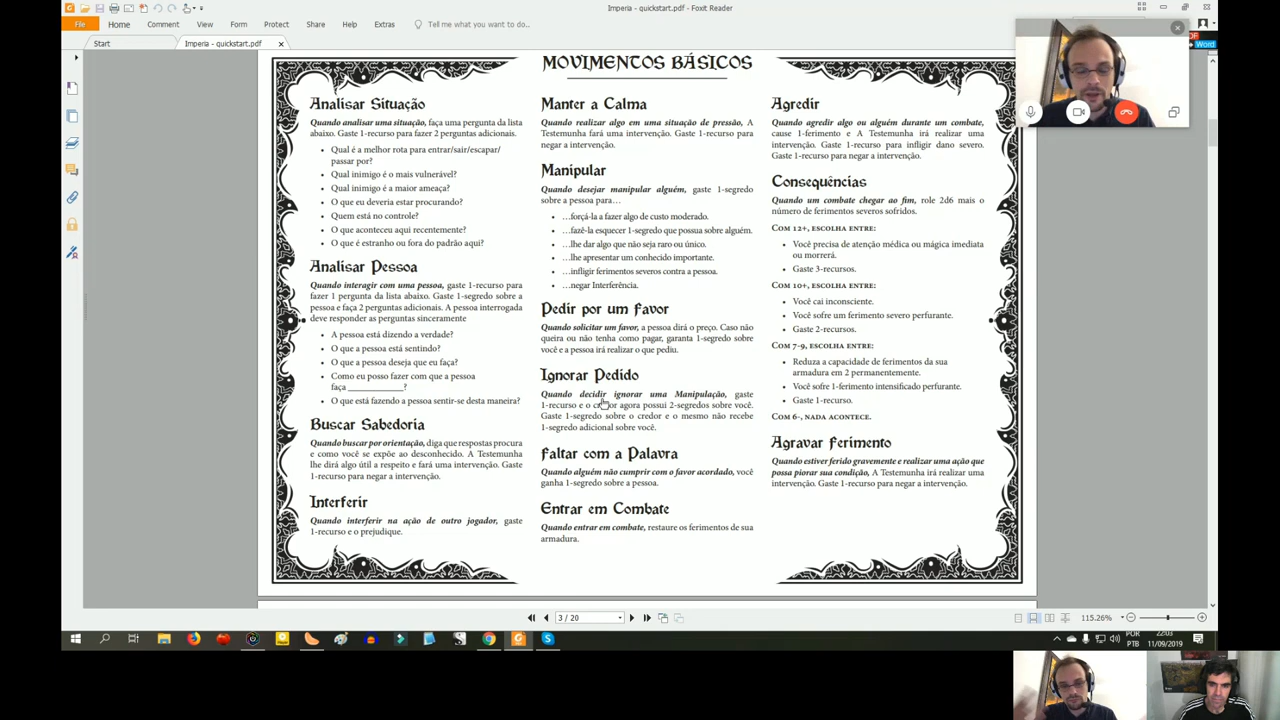 Imperia - quickstart.pdf - Foxit Reader
File
Home
Comment
View
Form
Protect
Share
Help
Extras
Tell me what you want to do...
Start
Imperia - quickstart.pdf
Word
MOVIMENTOS BÁSICOS
Analisar Situação
Quando analisar uma situação, faça uma pergunta da lista
abaixo. Gaste 1-recurso para fazer 2 perguntas adicionais.
• Qual é a melhor rota para entrar/sair/escapar/
passar por?
• Qual inimigo é o mais vulnerável?
• Qual inimigo é a maior ameaça?
• O que eu deveria estar procurando?
• Quem está no controle?
• O que aconteceu aqui recentemente?
• O que é estranho ou fora do padrão aqui?
Analisar Pessoa
Quando interagir com uma pessoa, gaste 1-recurso para
fazer 1 pergunta da lista abaixo. Gaste 1-segredo sobre a
pessoa e faça 2 perguntas adicionais. A pessoa interrogada
deve responder as perguntas sinceramente
• A pessoa está dizendo a verdade?
• O que a pessoa está sentindo?
• O que a pessoa deseja que eu faça?
• Como eu posso fazer com que a pessoa
faça ____________?
• O que está fazendo a pessoa sentir-se desta maneira?
Buscar Sabedoria
Quando buscar por orientação, diga que respostas procura
e como você se expõe ao desconhecido. A Testemunha
lhe dirá algo útil a respeito e fará uma intervenção. Gaste
1-recurso para negar a intervenção.
Interferir
Quando interferir na ação de outro jogador, gaste
1-recurso e o prejudique.
Manter a Calma
Quando realizar algo em uma situação de pressão, A
Testemunha fará uma intervenção. Gaste 1-recurso para
negar a intervenção.
Manipular
Quando desejar manipular alguém, gaste 1-segredo
sobre a pessoa para…
• …forçá-la a fazer algo de custo moderado.
• …fazê-la esquecer 1-segredo que possua sobre alguém.
• …lhe dar algo que não seja raro ou único.
• …lhe apresentar um conhecido importante.
• …infligir ferimentos severos contra a pessoa.
• …negar Interferência.
Pedir por um Favor
Quando solicitar um favor, a pessoa dirá o preço. Caso não
queira ou não tenha como pagar, garanta 1-segredo sobre
você e a pessoa irá realizar o que pediu.
Ignorar Pedido
Quando decidir ignorar uma Manipulação, gaste
1-recurso e o credor agora possui 2-segredos sobre você.
Gaste 1-segredo sobre o credor e o mesmo não recebe
1-segredo adicional sobre você.
Faltar com a Palavra
Quando alguém não cumprir com o favor acordado, você
ganha 1-segredo sobre a pessoa.
Entrar em Combate
Quando entrar em combate, restaure os ferimentos de sua
armadura.
Agredir
Quando agredir algo ou alguém durante um combate,
cause 1-ferimento e A Testemunha irá realizar uma
intervenção. Gaste 1-recurso para infligir dano severo.
Gaste 1-recurso para negar a intervenção.
Consequências
Quando um combate chegar ao fim, role 2d6 mais o
número de ferimentos severos sofridos.
Com 12+, escolha entre:
• Você precisa de atenção médica ou mágica imediata
ou morrerá.
• Gaste 3-recursos.
Com 10+, escolha entre:
• Você cai inconsciente.
• Você sofre um ferimento severo perfurante.
• Gaste 2-recursos.
Com 7-9, escolha entre:
• Reduza a capacidade de ferimentos da sua
armadura em 2 permanentemente.
• Você sofre 1-ferimento intensificado perfurante.
• Gaste 1-recurso.
Com 6-, nada acontece.
Agravar Ferimento
Quando estiver ferido gravemente e realizar uma ação que
possa piorar sua condição, A Testemunha irá realizar uma
intervenção. Gaste 1-recurso para negar a intervenção.
3 / 20
115.26%
POR
PTB
22:03
11/09/2019